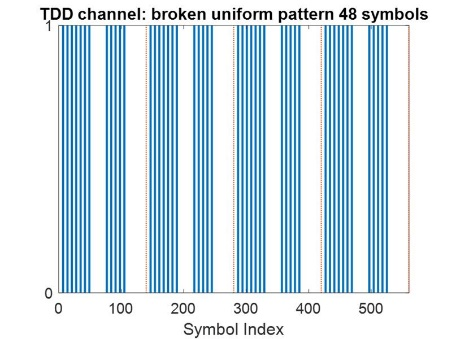 TDD channel: broken uniform pattern 48 symbols
1
0
0 100 200 300 400 500
Symbol Index